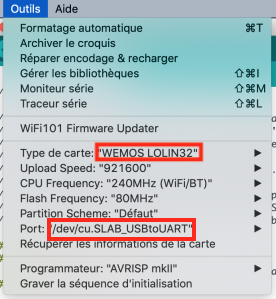 Outils Aide
Formatage automatique ⌘T
Archiver le croquis
Réparer encodage & recharger
Gérer les bibliothèques ⇧⌘I
Moniteur série ⇧⌘M
Traceur série ⇧⌘L
WiFi101 Firmware Updater
Type de carte: "WEMOS LOLIN32"
Upload Speed: "921600"
CPU Frequency: "240MHz (WiFi/BT)"
Flash Frequency: "80MHz"
Partition Scheme: "Défaut"
Port: "/dev/cu.SLAB_USBtoUART"
Récupérer les informations de la carte
Programmateur: "AVRISP mkII"
Graver la séquence d'initialisation